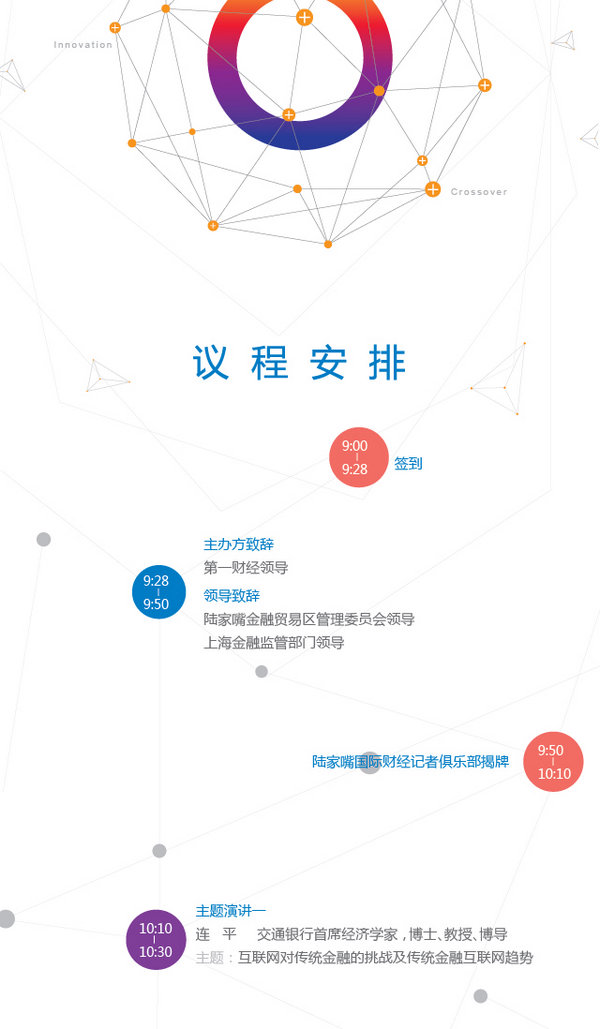 Innovation
Crossover
议程安排
9:00
9:28
签到
主办方致辞
第一财经领导
9:28
9:50
领导致辞
陆家嘴金融贸易区管理委员会领导
上海金融监管部门领导
陆家嘴国际财经记者俱乐部揭牌
9:50
10:10
主题演讲一
10:10
10:30
连 平 交通银行首席经济学家，博士、教授、博导
主题：互联网对传统金融的挑战及传统金融互联网趋势